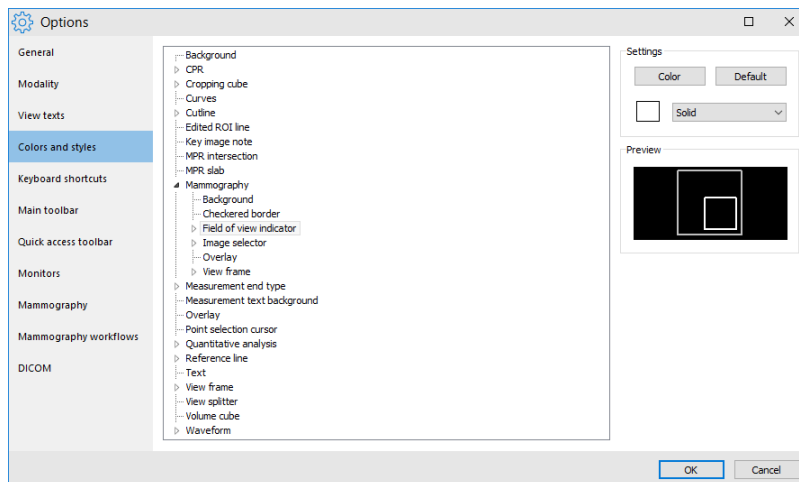 Options
General
Modality
View texts
Colors and styles
Keyboard shortcuts
Main toolbar
Quick access toolbar
Monitors
Mammography
Mammography workflows
DICOM
Background
CPR
Cropping cube
Curves
Cutline
Edited ROI line
Key image note
MPR intersection
MPR slab
Mammography
Background
Checkered border
Field of view indicator
Image selector
Overlay
View frame
Measurement end type
Measurement text background
Overlay
Point selection cursor
Quantitative analysis
Reference line
Text
View frame
View splitter
Volume cube
Waveform
Settings
Color Default
Solid
Preview
OK Cancel